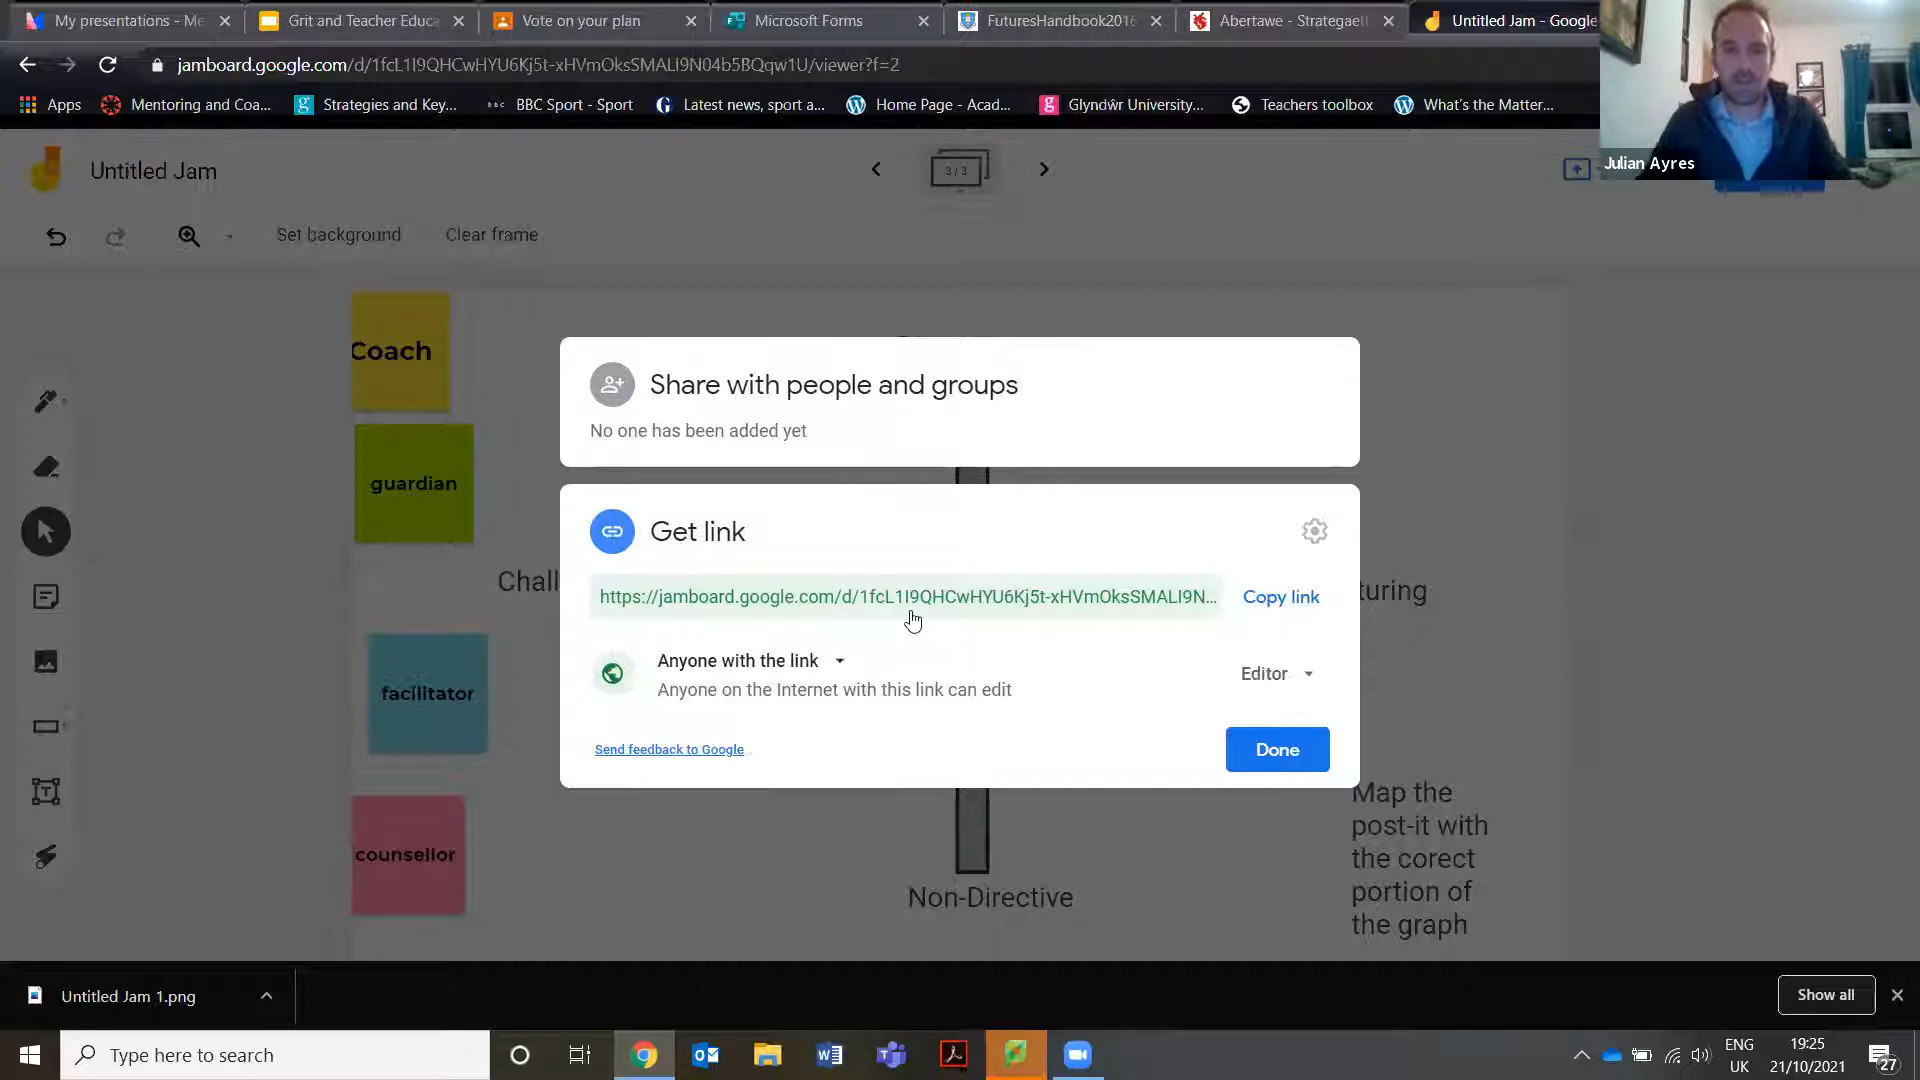 My presentations - Me
Grit and Teacher Educa
Vote on your plan
Microsoft Forms
FuturesHandbook2016
Abertawe - Strategaet
Untitled Jam - Google
jamboard.google.com/d/1fcL1I9QHCwHYU6Kj5t-xHVmOksSMALI9N04b5BQqw1U/viewer?f=2
Apps
Mentoring and Coa...
Strategies and Key...
BBC Sport - Sport
Latest news, sport a...
Home Page - Acad...
Glyndŵr University...
Teachers toolbox
What's the Matter...
Julian Ayres
Untitled Jam
3 / 3
Set background
Clear frame
Coach
guardian
facilitator
counsellor
Chall
turing
Share with people and groups
No one has been added yet
Get link
https://jamboard.google.com/d/1fcL1I9QHCwHYU6Kj5t-xHVmOksSMALI9N...
Copy link
Anyone with the link
Anyone on the Internet with this link can edit
Editor
Send feedback to Google
Done
Non-Directive
Map the
post-it with
the corect
portion of
the graph
Untitled Jam 1.png
Show all
Type here to search
ENG
UK
19:25
21/10/2021
27